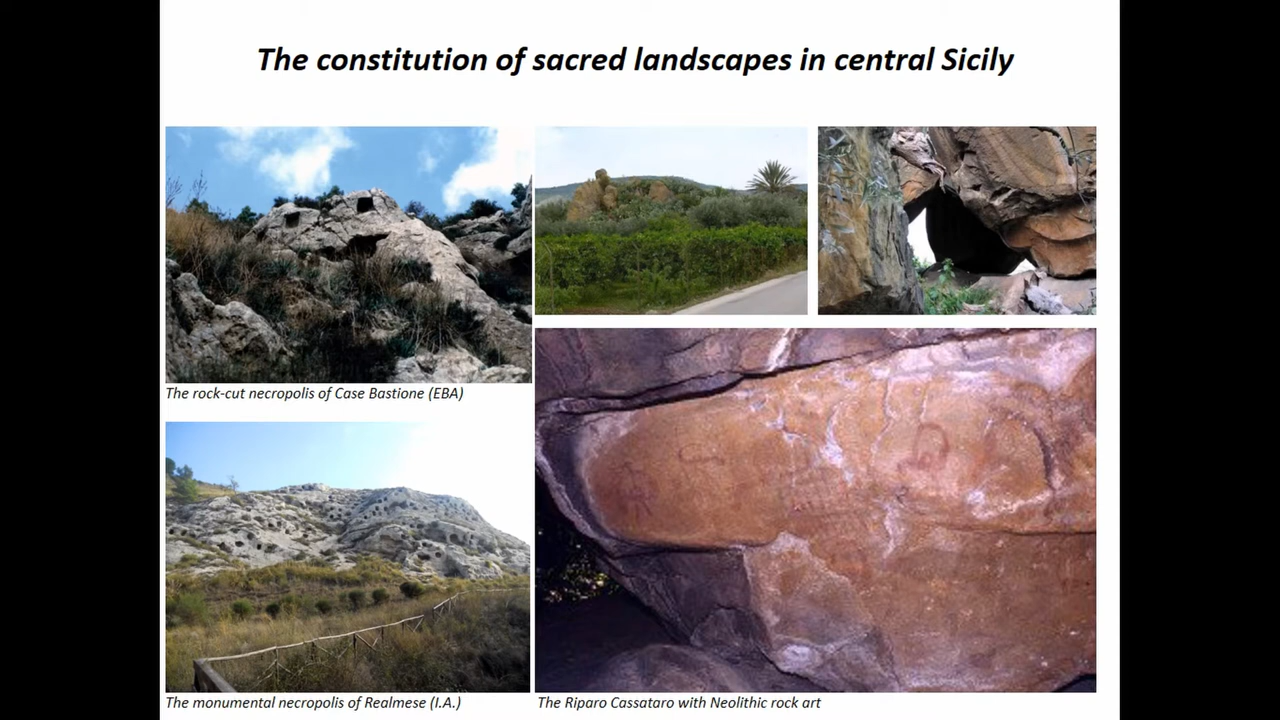 The constitution of sacred landscapes in central Sicily
The rock-cut necropolis of Case Bastione (EBA)
The monumental necropolis of Realmese (I.A.)
The Riparo Cassataro with Neolithic rock art